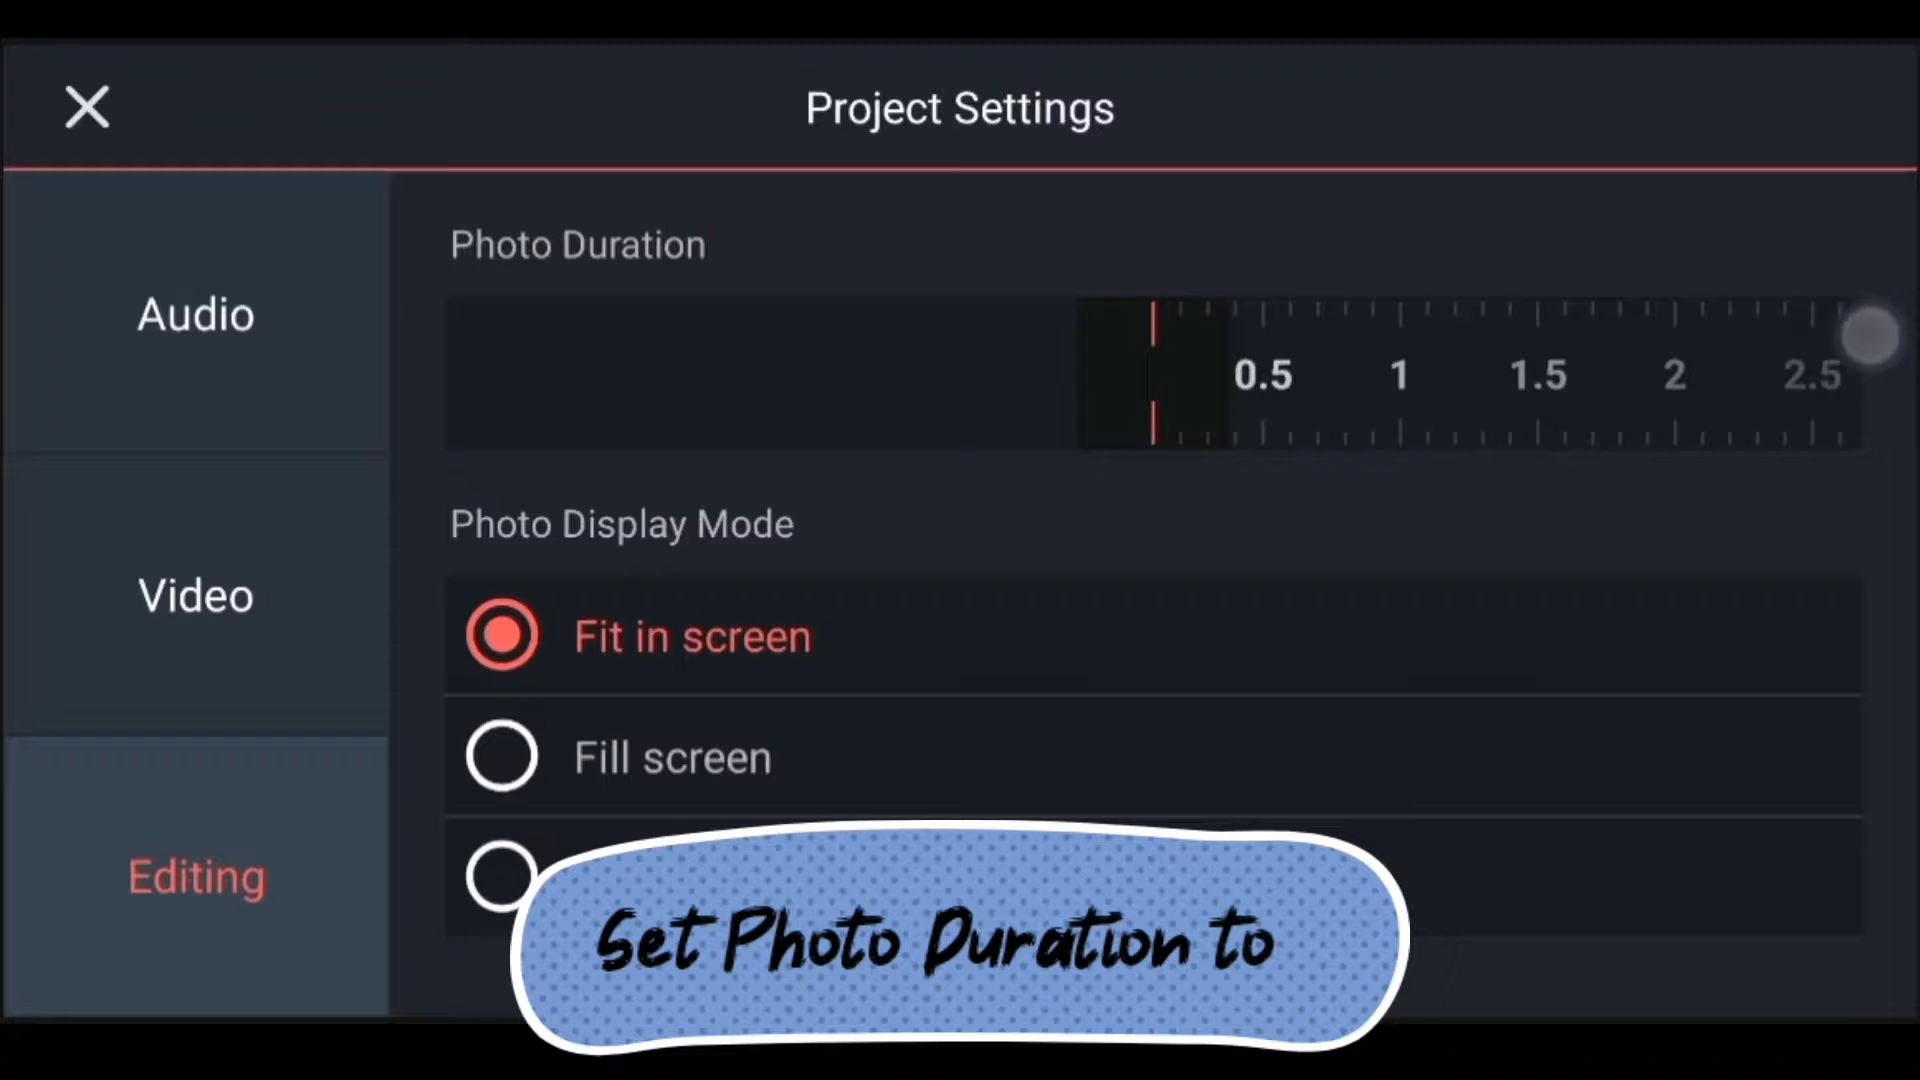 Project Settings
Audio
Video
Editing
Photo Duration
0.5 1 1.5 2 2.5
Photo Display Mode
Fit in screen
Fill screen
Set Photo Duration to